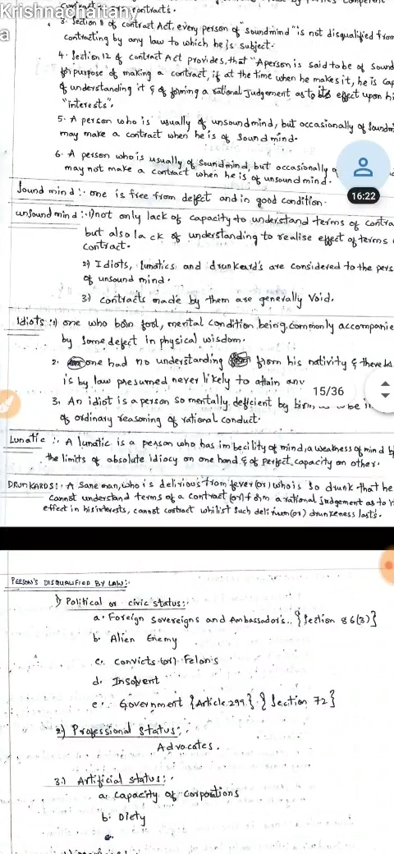 Krishnachaitany
a
3. Section 11 of contract Act, every person of "soundmind" is not disqualified from
contracting by any law to which he is subject.
4. Section 12 of contract Act provides, that "A person is said to be of sound
for purpose of making a contract, if at the time when he makes it, he is cap
of understanding it & of forming a rational Judgement as to its effect upon hi
"interests".
5. A person who is usually of unsoundmind, but occasionally of soundm
may make a contract when he is of sound mind.
6. A person who is usually of sound mind, but occasionally
may not make a contract when he is of unsound mind.
16:22
Sound mind :- one is free from defect and in good condition.
unsound mind :- 1) not only lack of capacity to understand terms of contra
but also lack of understanding to realise effect of terms
contract.
2) Idiots, lunatics and drunkard's are considered to the pers
of unsound mind.
3) contracts made by them are generally void.
Idiots :- 1) one who born fool, mental condition being commonly accompanie
by some defect in physical wisdom.
2. one had no understanding from his nativity & there
is by law presumed never likely to attain any
15/36
3. An idiot is a person so mentally deficient by birth
of ordinary reasoning of rational conduct.
Lunatic :- A lunatic is a person who has imbecility of mind, a weakness of mind
the limits of absolute idiocy on one hand & of perfect capacity on other.
DRUNKARDS :- A sane man, who is delirious from fever (or) who is so drunk that he
cannot understand terms of a contract (or) form a rational Judgement as to
effect in his interests, cannot contract whilst such delirium (or) drunkeness lasts.
PERSON'S DISQUALIFIED BY LAW :-
1) Political or civic status :-
a. Foreign sovereigns and Ambassador's.. {Section 86(3)}
b. Alien Enemy
c. convicts (or) Felons
d. Insolvent
e. Government {Article 299} {Section 72}
2) Professional status :-
Advocates.
3.) Artificial status :-
a. capacity of corporations
b. Diety